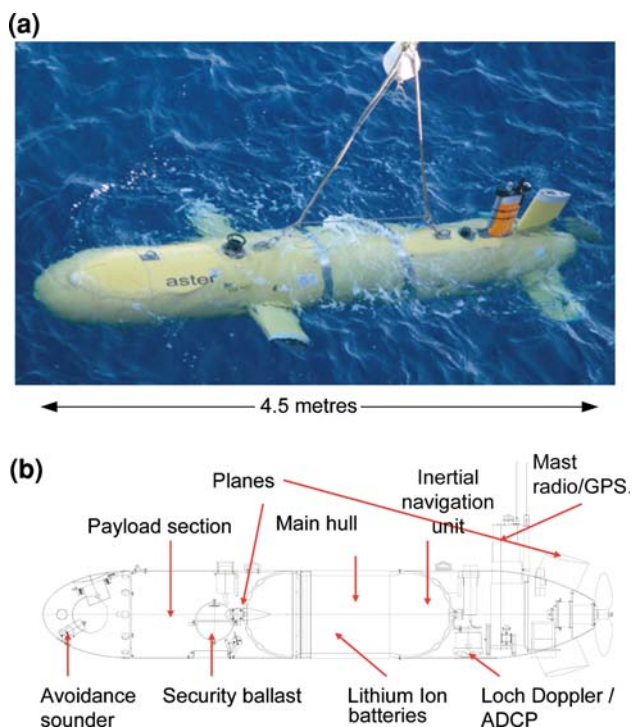 (a)
aster
4.5 metres
(b)
Planes
Inertial
navigation
unit
Mast
radio/GPS.
Payload section
Main hull
Avoidance
sounder
Security ballast
Lithium Ion
batteries
Loch Doppler /
ADCP